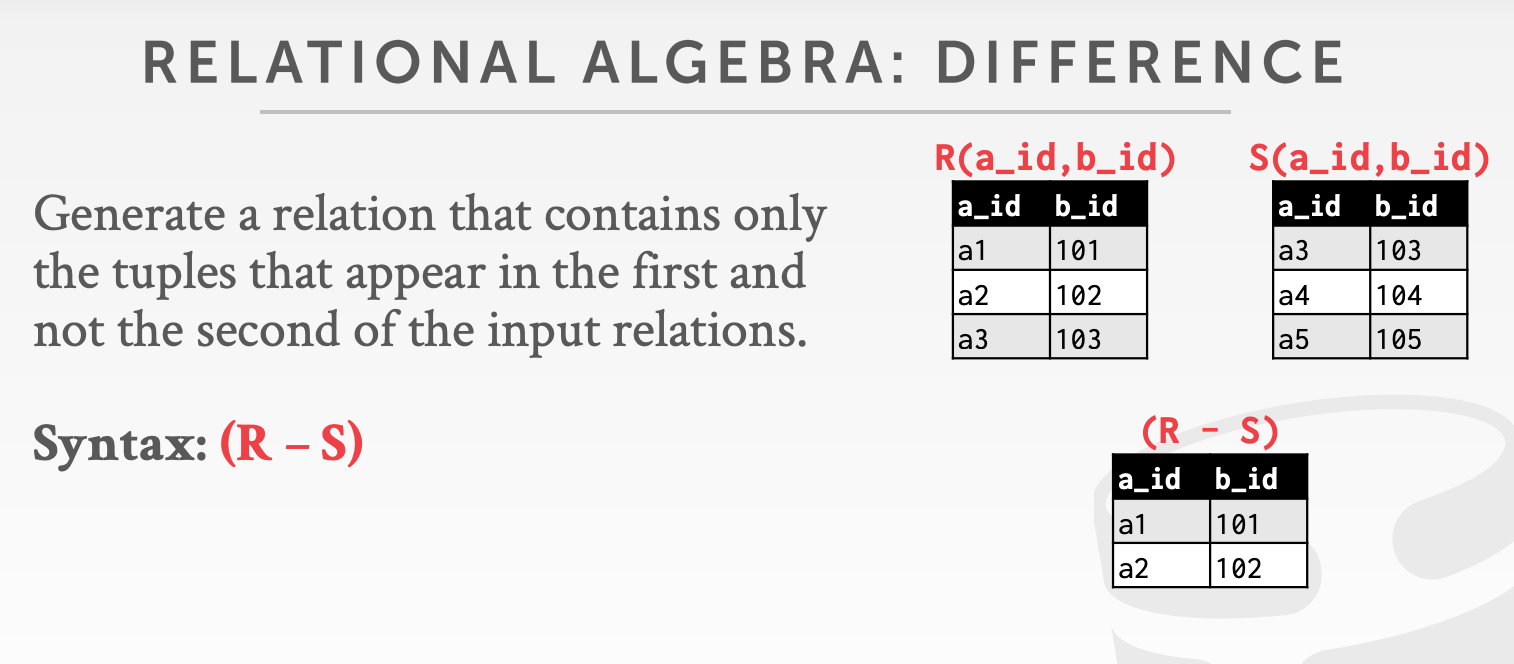 RELATIONAL ALGEBRA: DIFFERENCE
Generate a relation that contains only
the tuples that appear in the first and
not the second of the input relations.
Syntax: (R – S)
R(a_id,b_id)
a_id b_id
a1 101
a2 102
a3 103
S(a_id,b_id)
a_id b_id
a3 103
a4 104
a5 105
(R - S)
a_id b_id
a1 101
a2 102